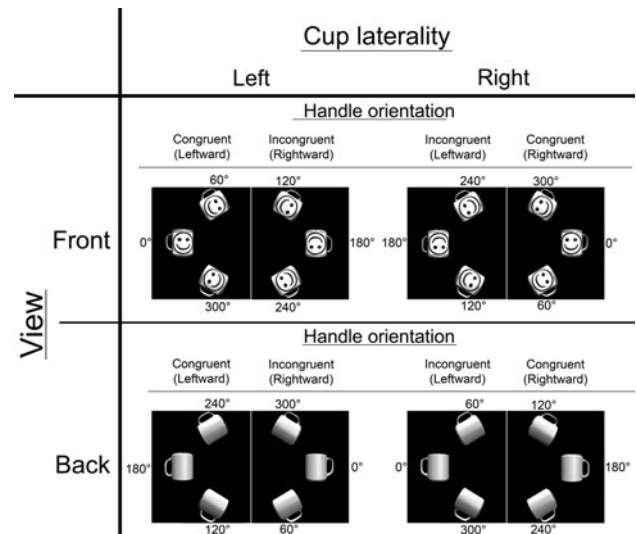 Cup laterality
Left Right
Handle orientation
Congruent (Leftward) Incongruent (Rightward) Incongruent (Leftward) Congruent (Rightward)
60° 120° 240° 300°
Front 0° 180° 180° 0°
300° 240° 120° 60°
View
Handle orientation
Congruent (Leftward) Incongruent (Rightward) Incongruent (Leftward) Congruent (Rightward)
240° 300° 60° 120°
Back 180° 0° 0° 180°
120° 60° 300° 240°